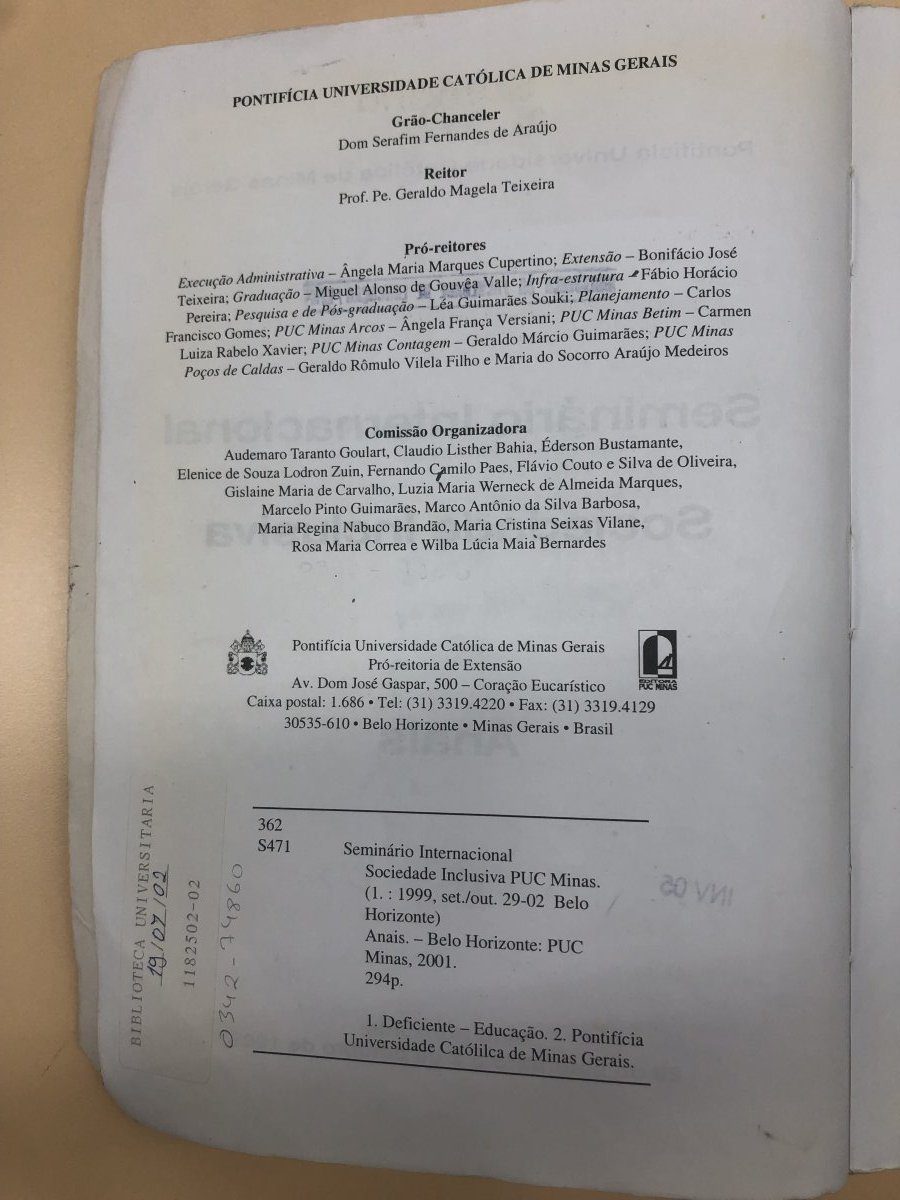 PONTIFÍCIA UNIVERSIDADE CATÓLICA DE MINAS GERAIS
Grão-Chanceler
Dom Serafim Fernandes de Araújo
Reitor
Prof. Pe. Geraldo Magela Teixeira
Pró-reitores
Execução Administrativa – Ângela Maria Marques Cupertino; Extensão – Bonifácio José
Teixeira; Graduação – Miguel Alonso de Gouvêa Valle; Infra-estrutura – Fábio Horácio
Pereira; Pesquisa e de Pós-graduação – Léa Guimarães Souki; Planejamento – Carlos
Francisco Gomes; PUC Minas Arcos – Ângela França Versiani; PUC Minas Betim – Carmen
Luiza Rabelo Xavier; PUC Minas Contagem – Geraldo Márcio Guimarães; PUC Minas
Poços de Caldas – Geraldo Rômulo Vilela Filho e Maria do Socorro Araújo Medeiros
Comissão Organizadora
Audemaro Taranto Goulart, Claudio Listher Bahia, Éderson Bustamante,
Elenice de Souza Lodron Zuin, Fernando Camilo Paes, Flávio Couto e Silva de Oliveira,
Gislaine Maria de Carvalho, Luzia Maria Werneck de Almeida Marques,
Marcelo Pinto Guimarães, Marco Antônio da Silva Barbosa,
Maria Regina Nabuco Brandão, Maria Cristina Seixas Vilane,
Rosa Maria Correa e Wilba Lúcia Maia Bernardes
Pontifícia Universidade Católica de Minas Gerais
Pró-reitoria de Extensão
Av. Dom José Gaspar, 500 – Coração Eucarístico
Caixa postal: 1.686 • Tel: (31) 3319.4220 • Fax: (31) 3319.4129
30535-610 • Belo Horizonte • Minas Gerais • Brasil
EDITORA
PUC MINAS
362
S471
Seminário Internacional
Sociedade Inclusiva PUC Minas.
(1. : 1999, set./out. 29-02 Belo
Horizonte)
Anais. – Belo Horizonte: PUC
Minas, 2001.
294p.
1. Deficiente – Educação. 2. Pontifícia
Universidade Católilca de Minas Gerais.
BIBLIOTECA UNIVERSITARIA
19/07/02
1182502-02
0342-74860